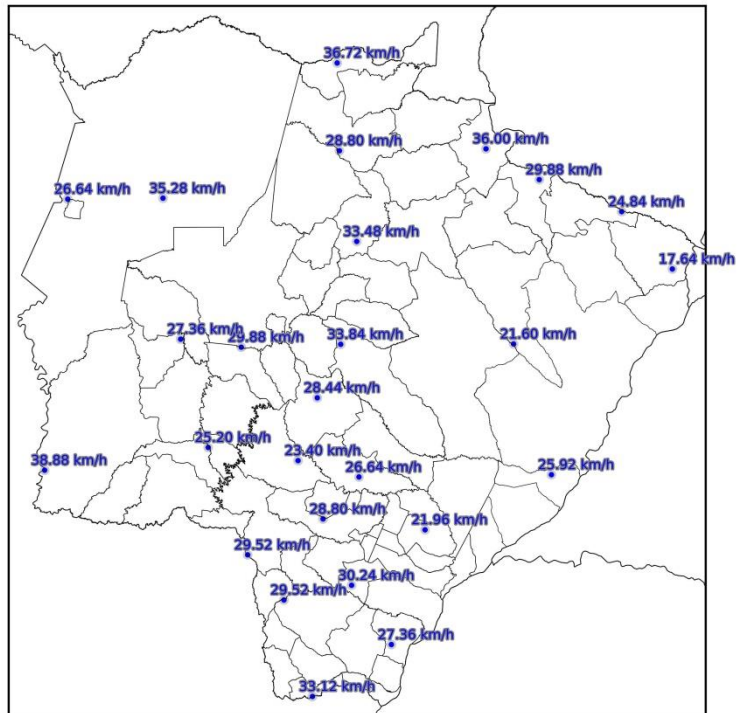 36.72 km/h
28.80 km/h
36.00 km/h
29.88 km/h
26.64 km/h
35.28 km/h
24.84 km/h
33.48 km/h
17.64 km/h
27.36 km/h
29.88 km/h
33.84 km/h
21.60 km/h
28.44 km/h
25.20 km/h
23.40 km/h
38.88 km/h
26.64 km/h
25.92 km/h
28.80 km/h
21.96 km/h
29.52 km/h
30.24 km/h
29.52 km/h
27.36 km/h
33.12 km/h